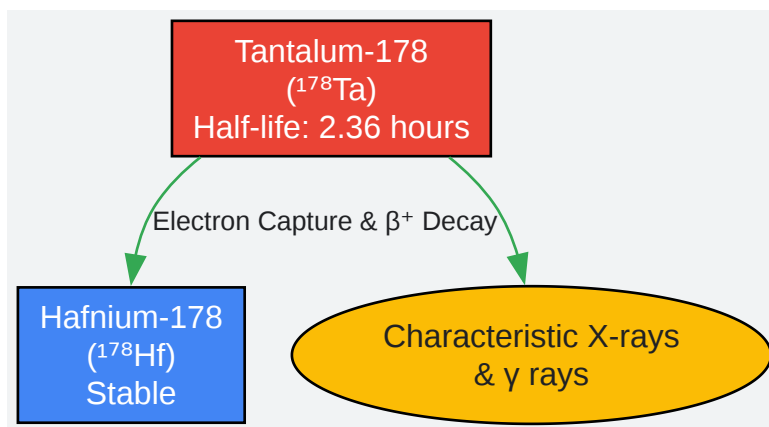 Tantalum-178
(¹⁷⁸Ta)
Half-life: 2.36 hours
Electron Capture & β⁺ Decay
Hafnium-178
(¹⁷⁸Hf)
Stable
Characteristic X-rays
& γ rays